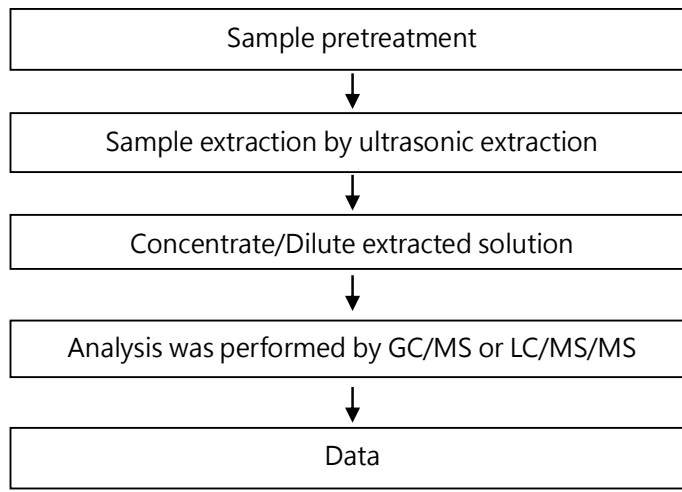 Sample pretreatment
Sample extraction by ultrasonic extraction
Concentrate/Dilute extracted solution
Analysis was performed by GC/MS or LC/MS/MS
Data